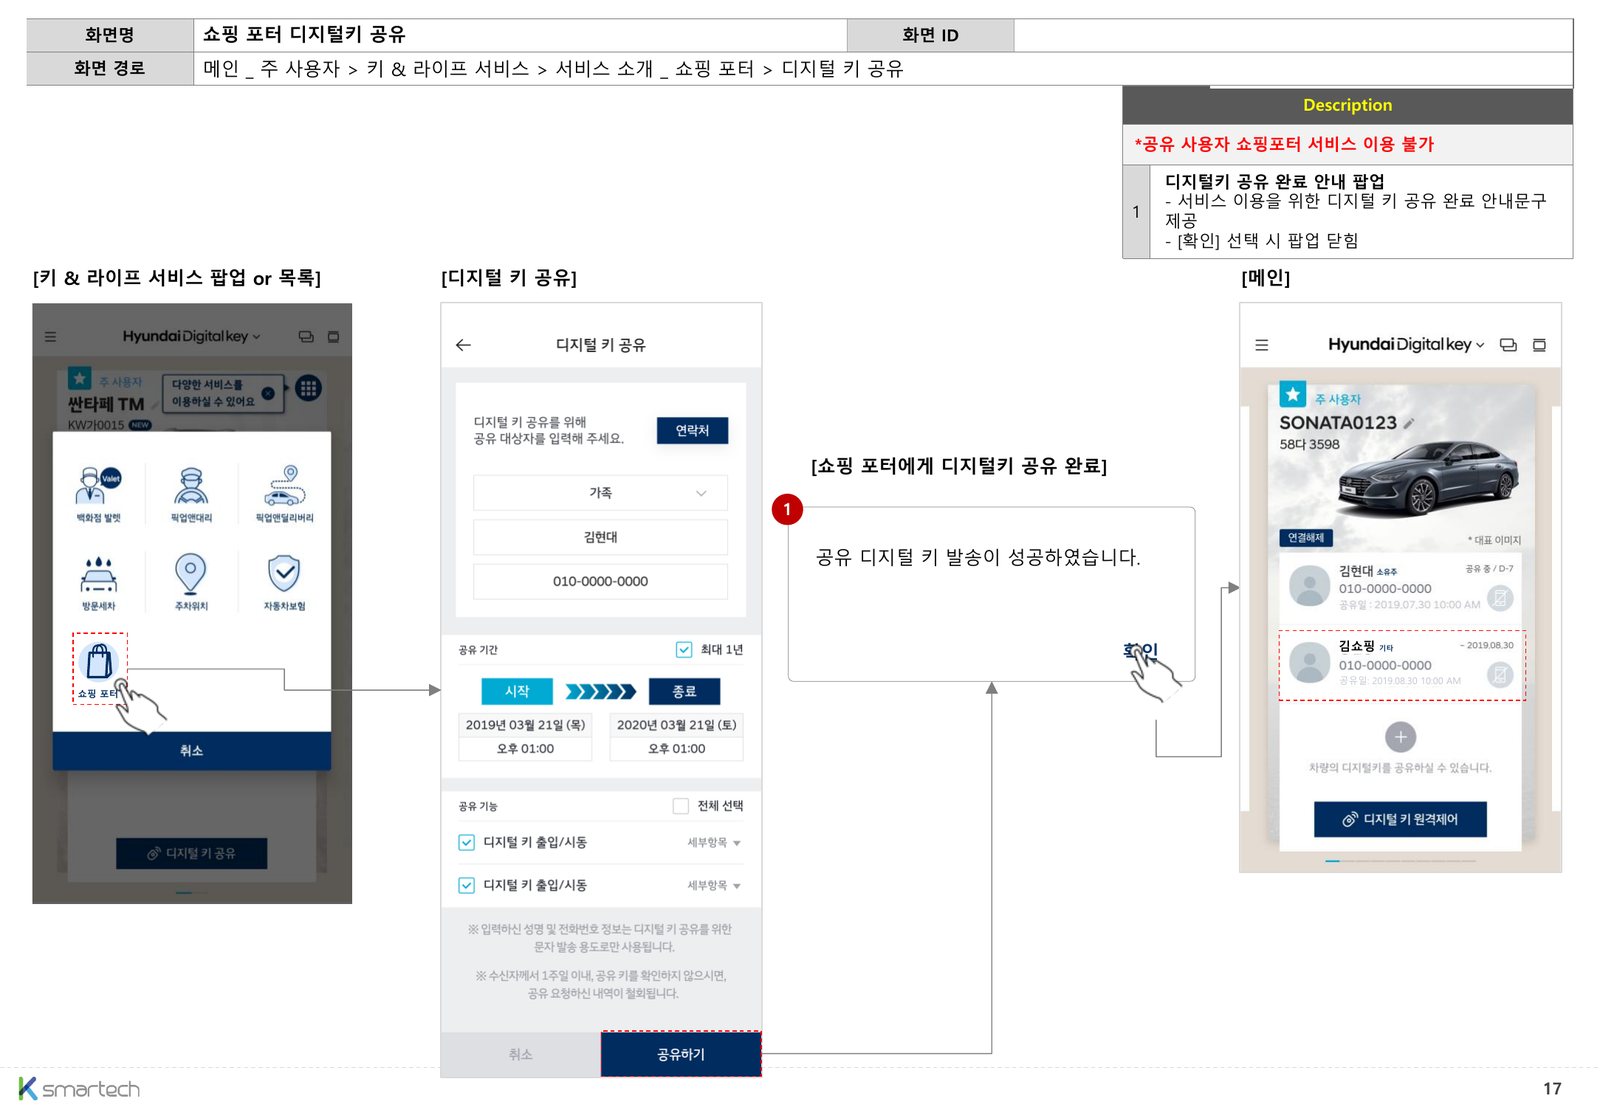 화면명
쇼핑 포터 디지털키 공유
화면 ID
화면 경로
메인 _ 주 사용자 > 키 & 라이프 서비스 > 서비스 소개 _ 쇼핑 포터 > 디지털 키 공유
Description
*공유 사용자 쇼핑포터 서비스 이용 불가
1
디지털키 공유 완료 안내 팝업
- 서비스 이용을 위한 디지털 키 공유 완료 안내문구
제공
- [확인] 선택 시 팝업 닫힘
[키 & 라이프 서비스 팝업 or 목록]
Hyundai Digital key
주 사용자
다양한 서비스를
이용하실 수 있어요
싼타페 TM
KW가0015 NEW
Valet
백화점 발렛
픽업앤대리
픽업앤딜리버리
방문세차
주차위치
자동차보험
쇼핑 포터
취소
디지털 키 공유
[디지털 키 공유]
디지털 키 공유
디지털 키 공유를 위해
공유 대상자를 입력해 주세요.
연락처
가족
김현대
010-0000-0000
공유 기간
최대 1년
시작
종료
2019년 03월 21일 (목)
2020년 03월 21일 (토)
오후 01:00
오후 01:00
공유 기능
전체 선택
디지털 키 출입/시동
세부항목
디지털 키 출입/시동
세부항목
※ 입력하신 성명 및 전화번호 정보는 디지털 키 공유를 위한
문자 발송 용도로만 사용됩니다.
※ 수신자께서 1주일 이내, 공유 키를 확인하지 않으시면,
공유 요청하신 내역이 철회됩니다.
취소
공유하기
[쇼핑 포터에게 디지털키 공유 완료]
1
공유 디지털 키 발송이 성공하였습니다.
확인
[메인]
Hyundai Digital key
주 사용자
SONATA0123
58다 3598
연결해제
* 대표 이미지
김현대 소유주
공유 중 / D-7
010-0000-0000
공유일 : 2019.07.30 10:00 AM
김쇼핑 기타
~ 2019.08.30
010-0000-0000
공유일: 2019.08.30 10:00 AM
차량의 디지털키를 공유하실 수 있습니다.
디지털 키 원격제어
K smartech
17